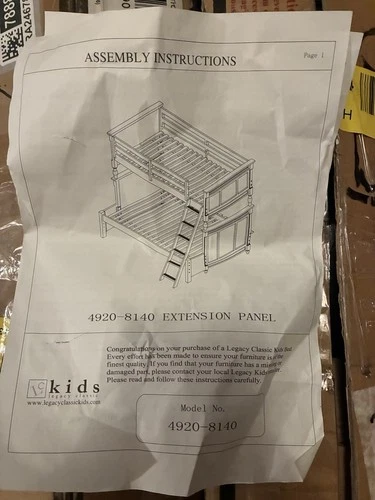 ASSEMBLY INSTRUCTIONS
Page 1
H
4920-8140 EXTENSION PANEL
Congratulations on your purchase of a Legacy Classic Kids Bed.
Every effort has been made to ensure your furniture is of the
finest quality. If you find that your furniture has a missing or
damaged part, please contact your local Legacy Kids
Please read and follow these instructions carefully.
kids
legacy classic
www.legacyclassickids.com
Model No.
4920-8140